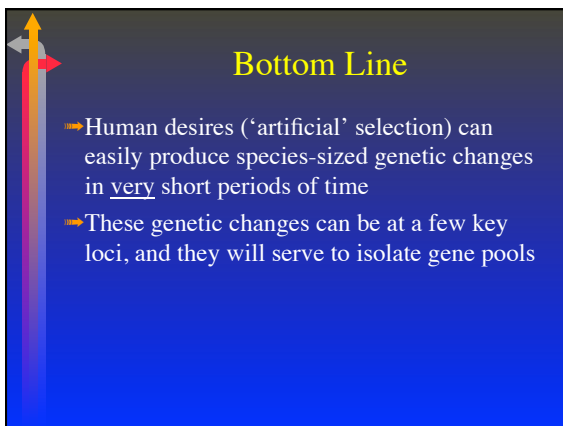 Bottom Line
Human desires (‘artificial’ selection) can
easily produce species-sized genetic changes
in very short periods of time
These genetic changes can be at a few key
loci, and they will serve to isolate gene pools